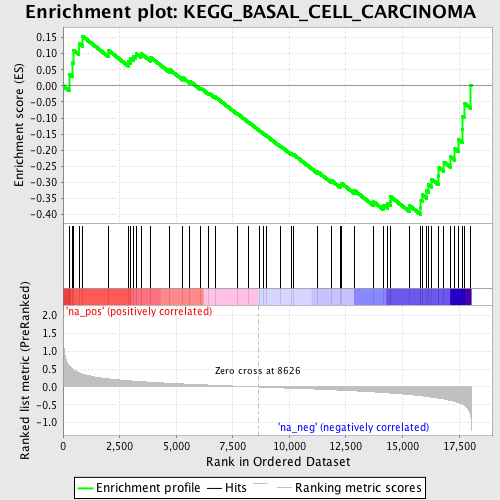 Enrichment plot: KEGG_BASAL_CELL_CARCINOMA
Enrichment score (ES)
0.15
0.10
0.05
0.00
-0.05
-0.10
-0.15
-0.20
-0.25
-0.30
-0.35
-0.40
'na_pos' (positively correlated)
Ranked list metric (PreRanked)
2.0
1.5
1.0
0.5
0.0
-0.5
-1.0
Zero cross at 8626
'na_neg' (negatively correlated)
0
2,500
5,000
7,500
10,000
12,500
15,000
17,500
Rank in Ordered Dataset
Enrichment profile
Hits
Ranking metric scores